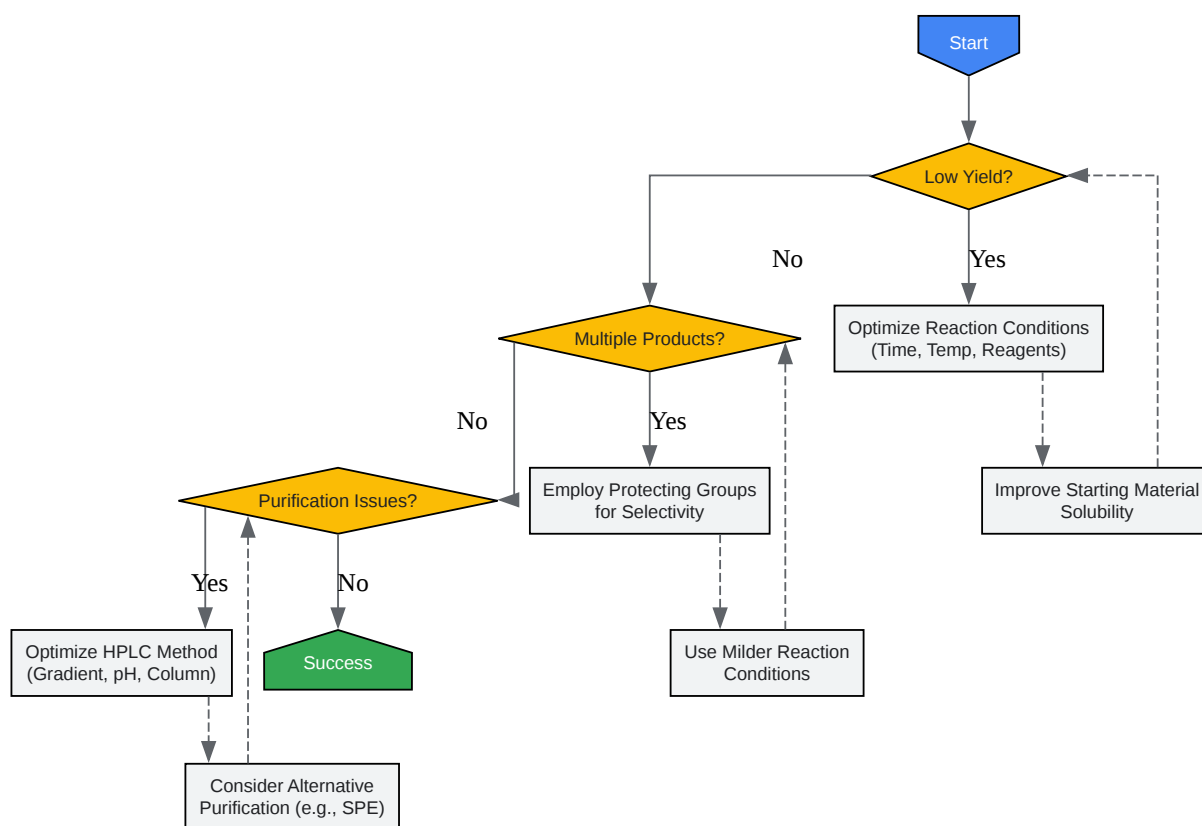 Start
Low Yield?
No
Yes
Multiple Products?
Optimize Reaction Conditions
(Time, Temp, Reagents)
No
Yes
Purification Issues?
Employ Protecting Groups
for Selectivity
Improve Starting Material
Solubility
Yes
No
Optimize HPLC Method
(Gradient, pH, Column)
Success
Use Milder Reaction
Conditions
Consider Alternative
Purification (e.g., SPE)